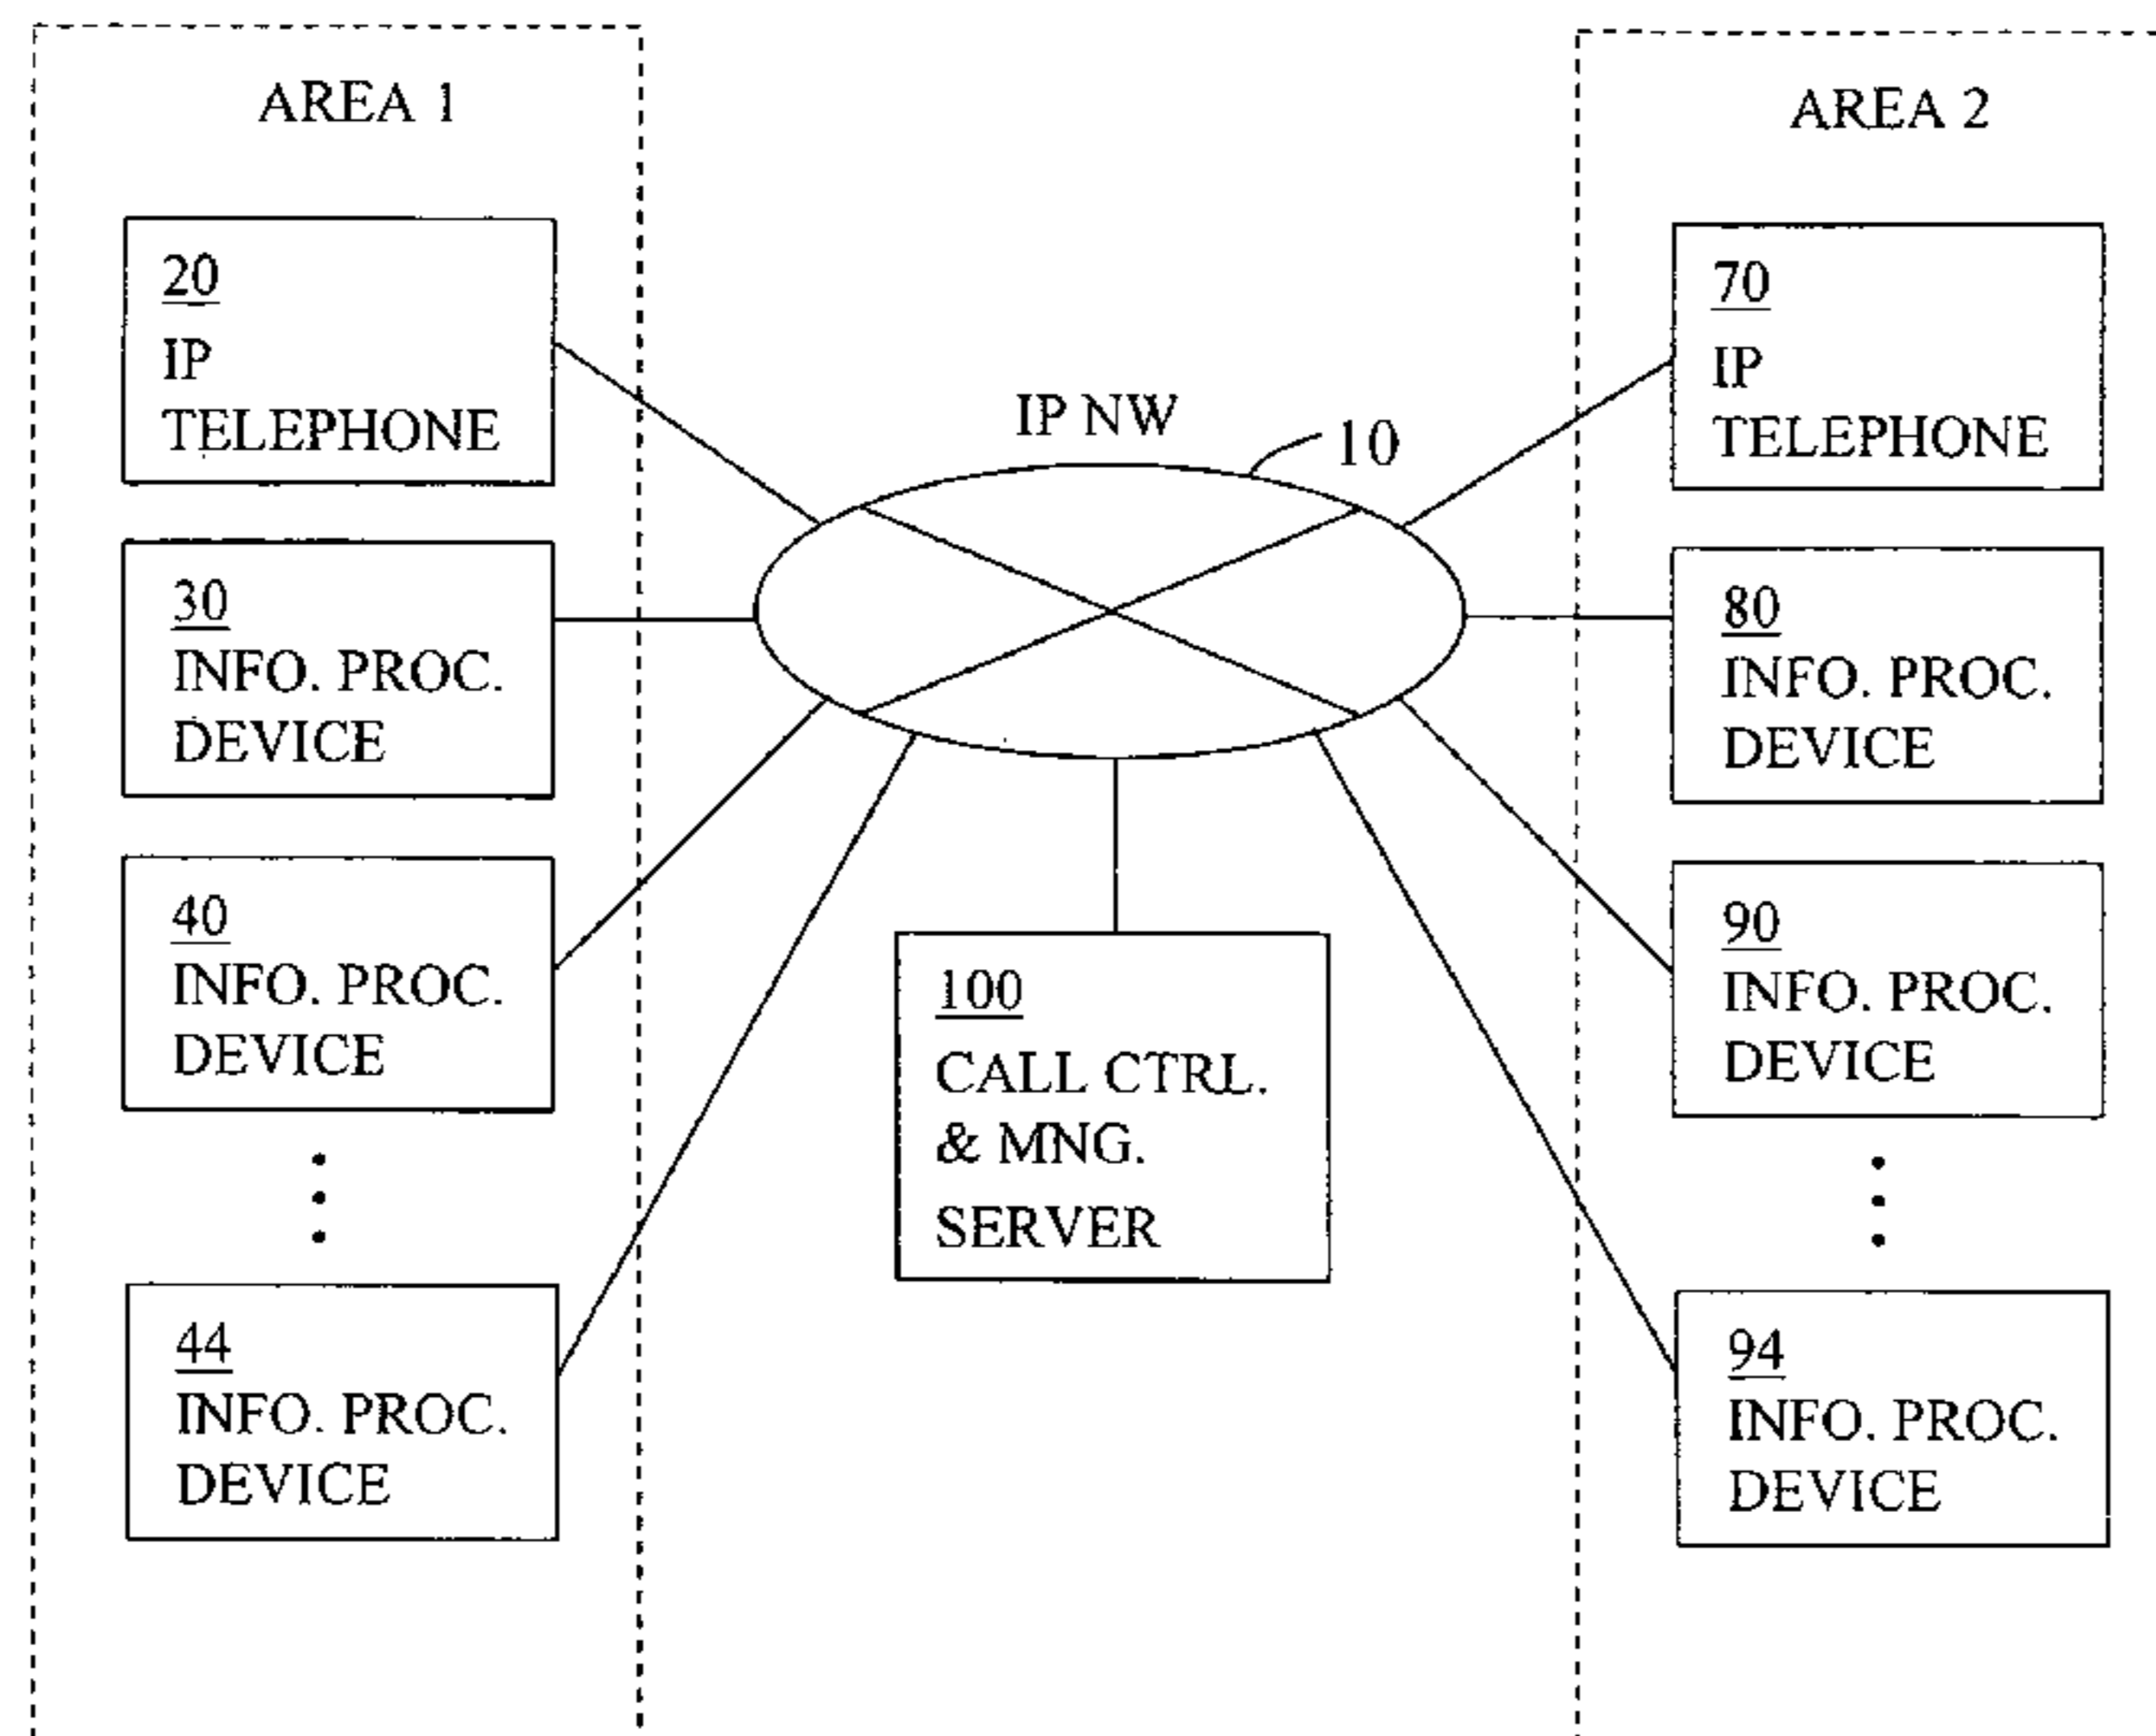 AREA 1
20
IP
TELEPHONE
30
INFO. PROC.
DEVICE
40
INFO. PROC.
DEVICE
44
INFO. PROC.
DEVICE
IP NW
10
100
CALL CTRL.
& MNG.
SERVER
AREA 2
70
IP
TELEPHONE
80
INFO. PROC.
DEVICE
90
INFO. PROC.
DEVICE
94
INFO. PROC.
DEVICE